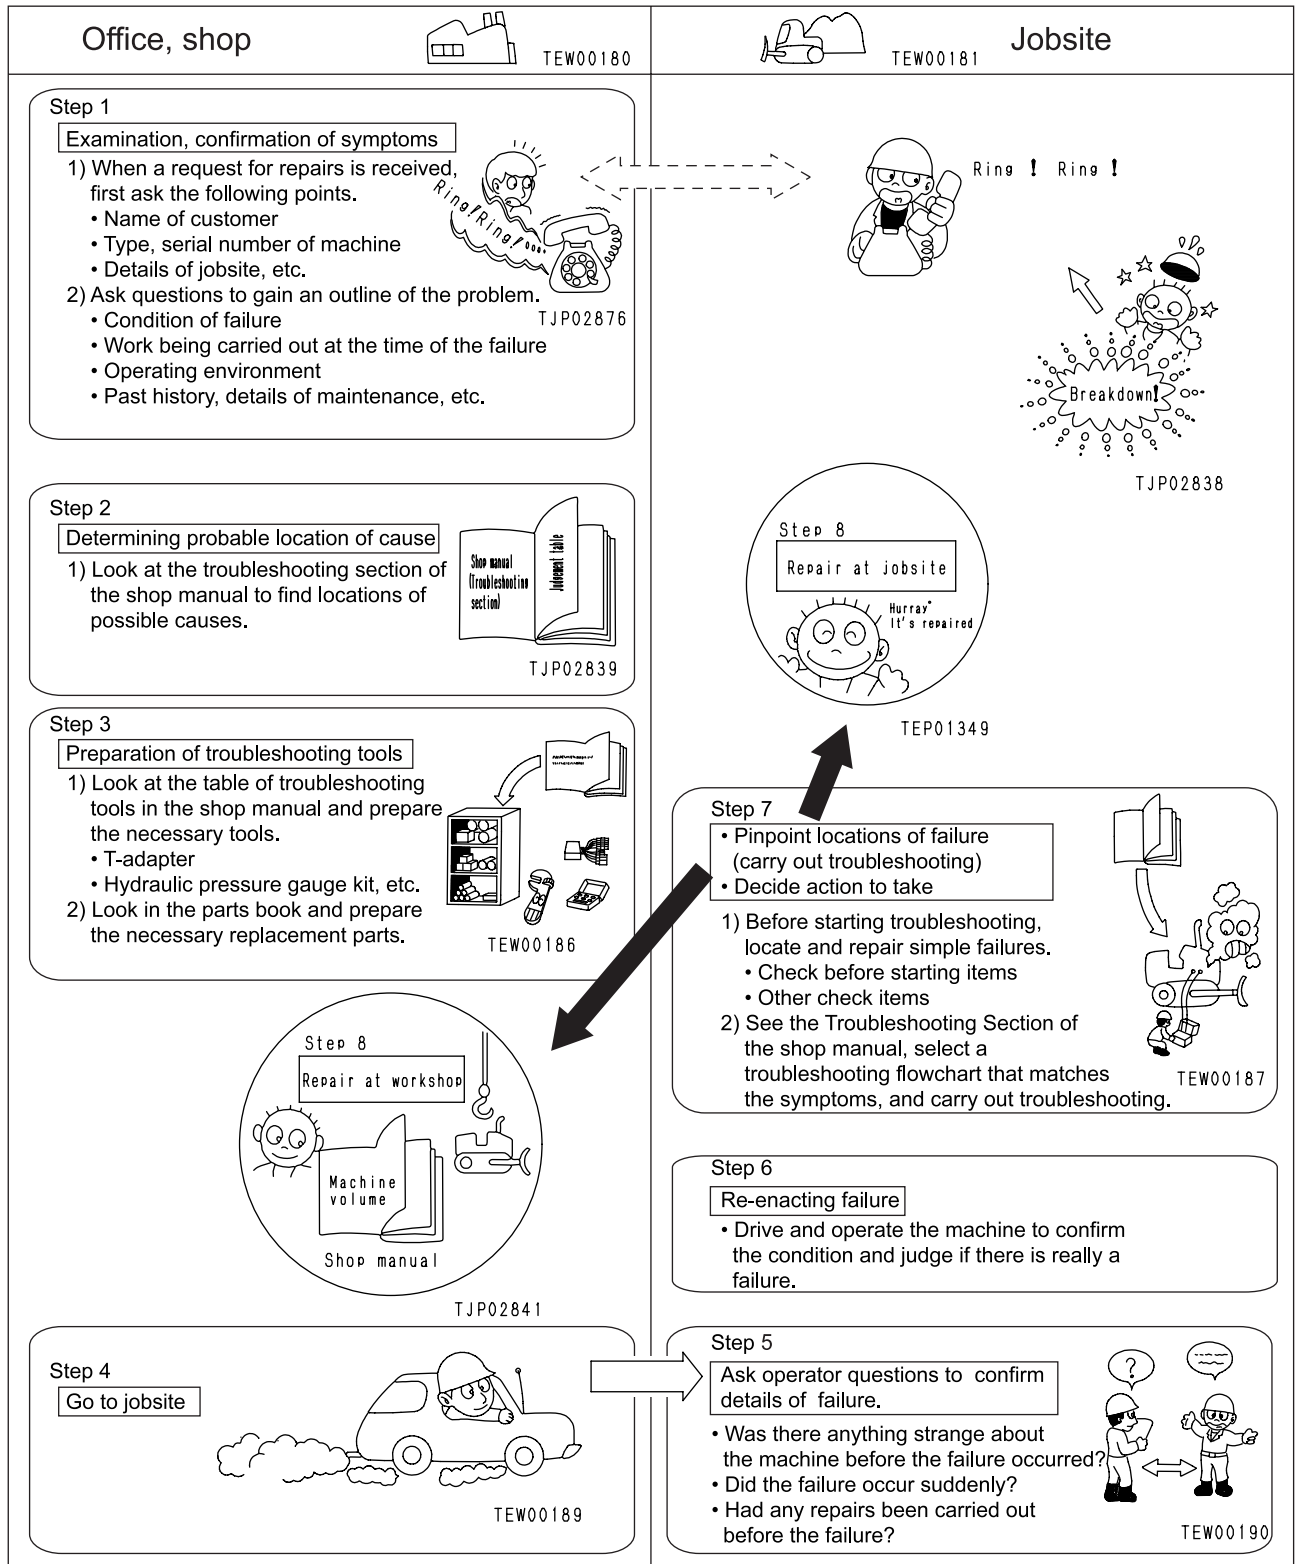 Office, shop
TEW00180
TEW00181
Jobsite
Step 1
Examination, confirmation of symptoms
1) When a request for repairs is received,
first ask the following points.
• Name of customer
• Type, serial number of machine
• Details of jobsite, etc.
2) Ask questions to gain an outline of the problem.
• Condition of failure
• Work being carried out at the time of the failure
• Operating environment
• Past history, details of maintenance, etc.
Ring!Ring!
TJP02876
Ring ! Ring !
Breakdown!
TJP02838
Step 2
Determining probable location of cause
1) Look at the troubleshooting section of
the shop manual to find locations of
possible causes.
Shop manual
(Troubleshooting
section)
Judgement table
TJP02839
Step 8
Repair at jobsite
Hurray"
It's repaired
TEP01349
Step 3
Preparation of troubleshooting tools
1) Look at the table of troubleshooting
tools in the shop manual and prepare
the necessary tools.
• T-adapter
• Hydraulic pressure gauge kit, etc.
2) Look in the parts book and prepare
the necessary replacement parts.
TEW00186
Step 8
Repair at workshop
Machine
volume
Shop manual
TJP02841
Step 4
Go to jobsite
TEW00189
Step 7
• Pinpoint locations of failure
(carry out troubleshooting)
• Decide action to take
1) Before starting troubleshooting,
locate and repair simple failures.
• Check before starting items
• Other check items
2) See the Troubleshooting Section of
the shop manual, select a
troubleshooting flowchart that matches
the symptoms, and carry out troubleshooting.
TEW00187
Step 6
Re-enacting failure
• Drive and operate the machine to confirm
the condition and judge if there is really a
failure.
Step 5
Ask operator questions to confirm
details of failure.
• Was there anything strange about
the machine before the failure occurred?
• Did the failure occur suddenly?
• Had any repairs been carried out
before the failure?
?
TEW00190